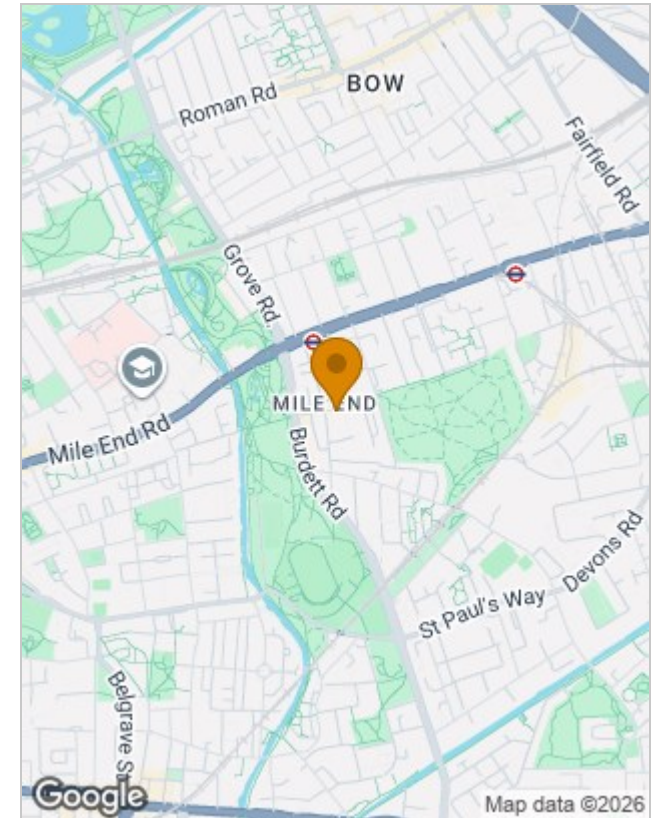 BOW
Roman Rd
Fairfield Rd
Grove Rd
MILE END
Mile End Rd
Burdett Rd
Devons Rd
St Paul's Way
Belgrave St
Google
Map data ©2026